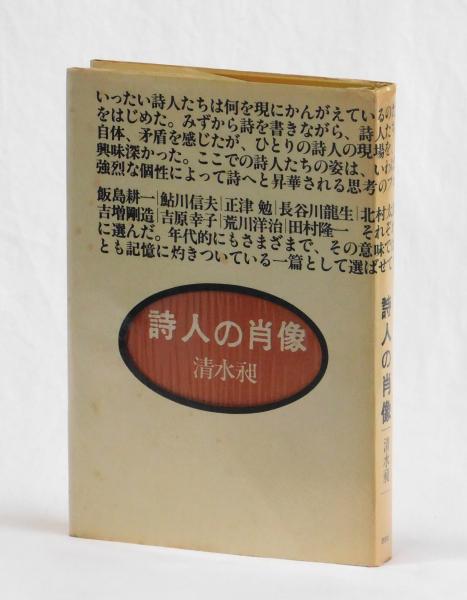 いったい詩人たちは何を現にかんがえているのだ
をはじめた。みずから詩を書きながら、詩人たち
自体、矛盾を感じたが、ひとりの詩人の現場を
興味深かった。ここでの詩人たちの姿は、いわ
強烈な個性によって詩へと昇華される思考の
飯島耕一|鮎川信夫|正津 勉|長谷川龍生|北村太
吉増剛造|吉原幸子|荒川洋治|田村隆一 それぞ
に選んだ。年代的にもさまざまで、その意味で
とも記憶に灼きついている一篇として選ばせて
詩人の肖像
清水昶
詩人の肖像
清水昶